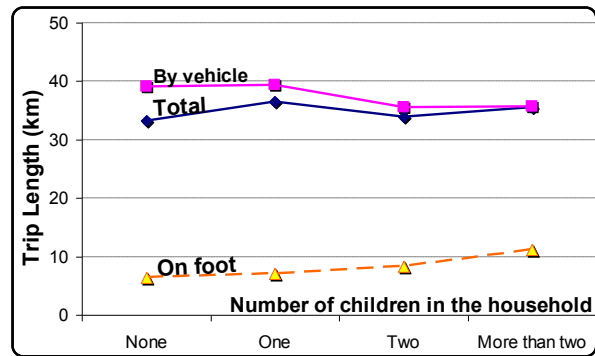 50
40
30
20
10
0
Trip Length (km)
By vehicle
Total
On foot
Number of children in the household
None One Two More than two